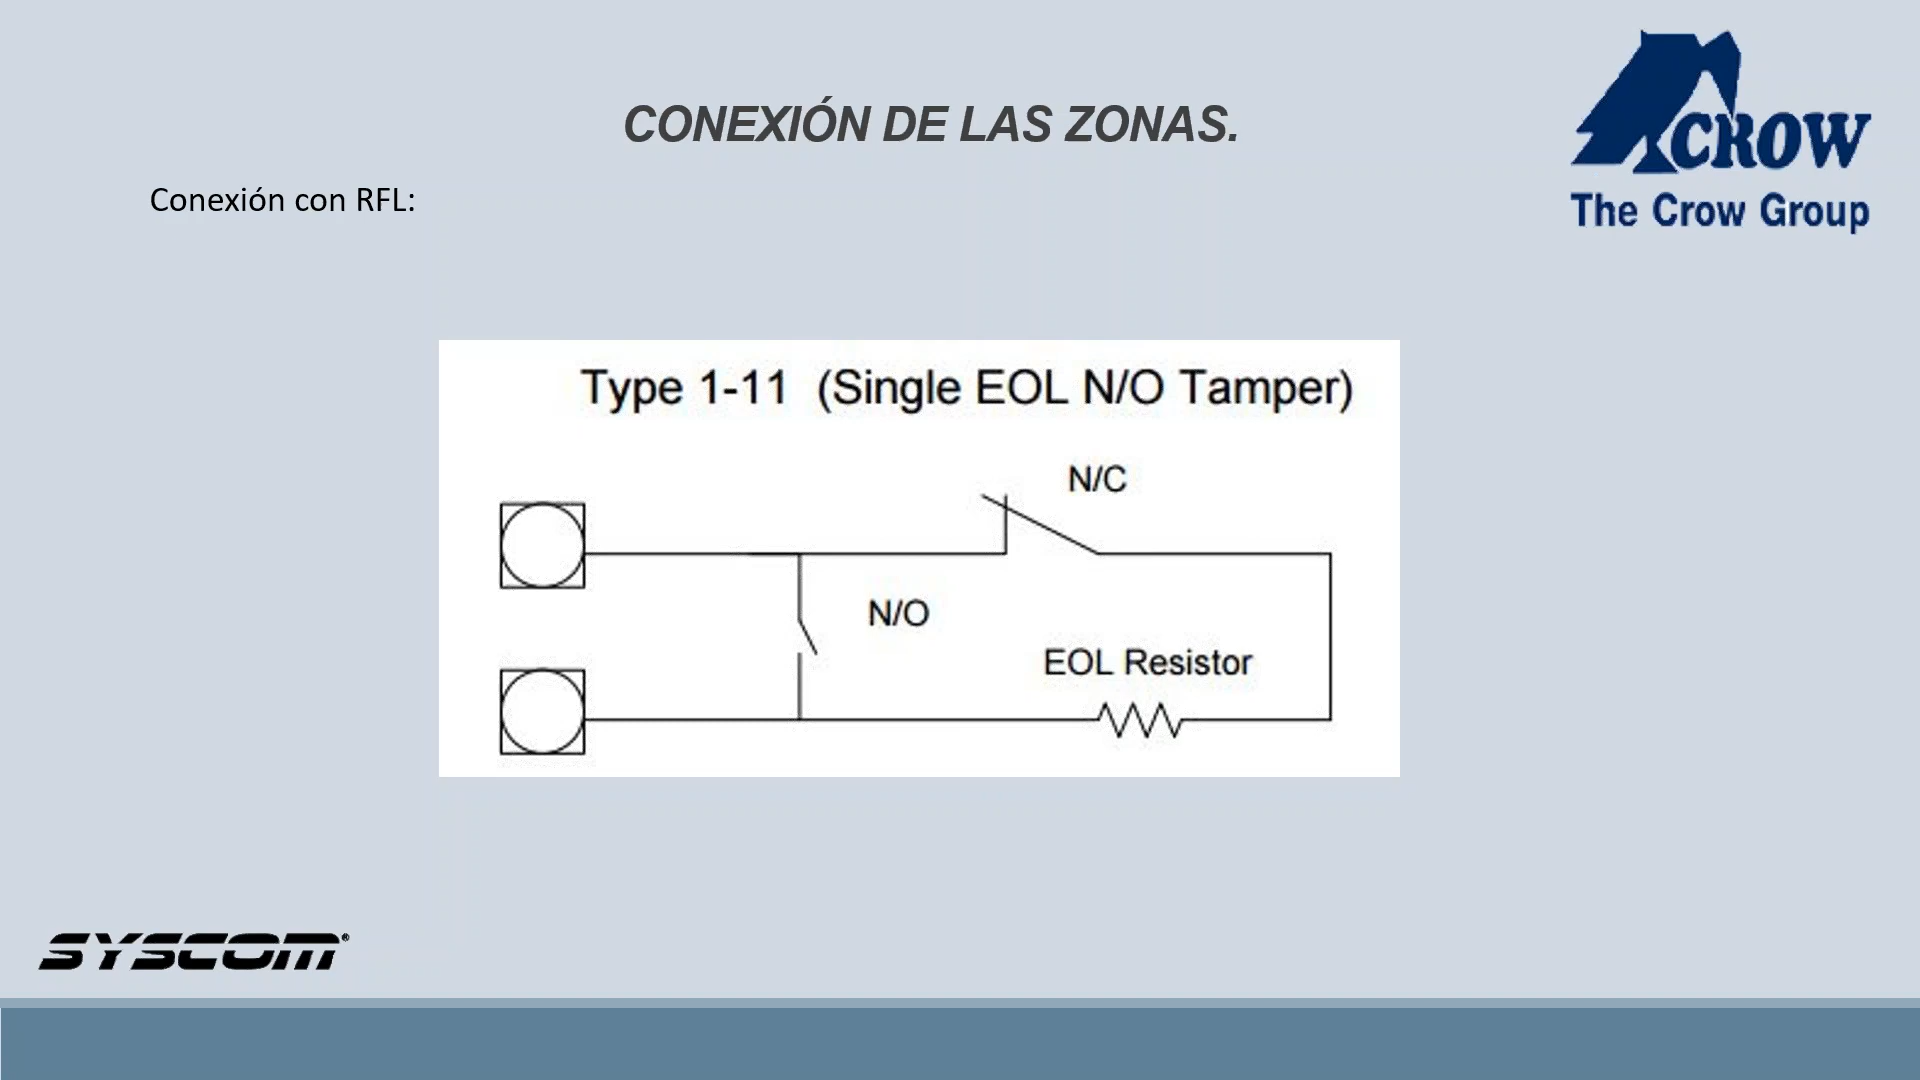 CONEXIÓN DE LAS ZONAS.
CROW
The Crow Group
Conexión con RFL:
Type 1-11 (Single EOL N/O Tamper)
N/C
N/O
EOL Resistor
SYSCOM®